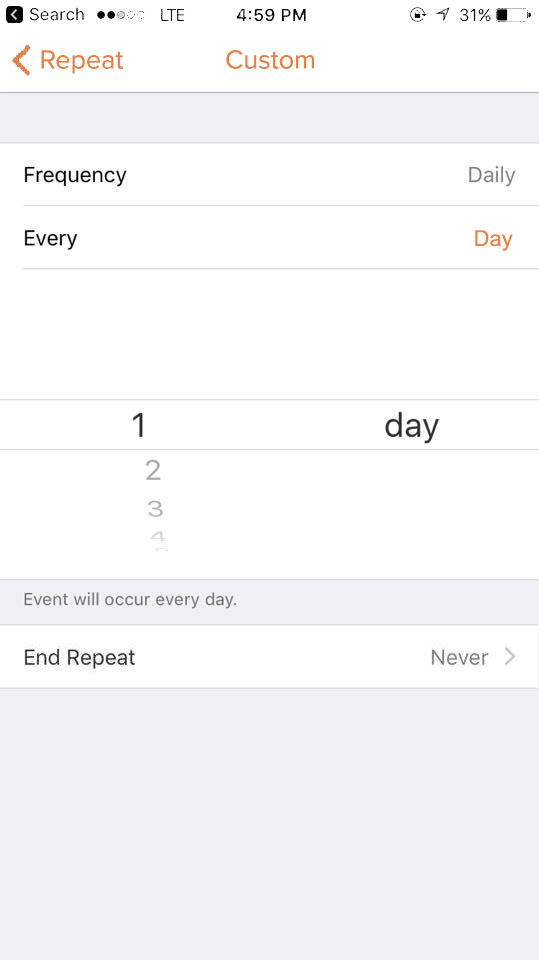 Search LTE 4:59 PM 31%
Repeat Custom
Frequency Daily
Every Day
1 day
2
3
4
Event will occur every day.
End Repeat Never